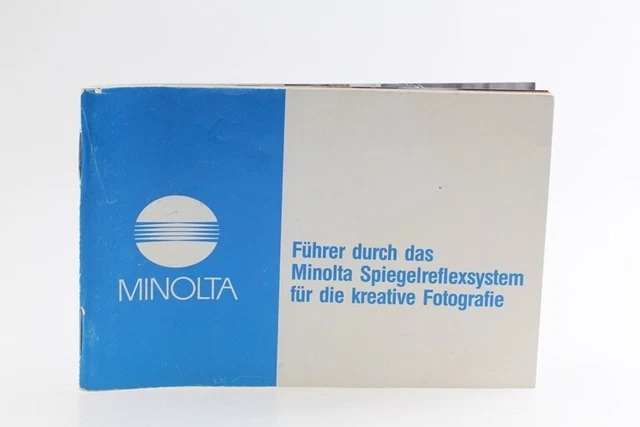 MINOLTA
Führer durch das
Minolta Spiegelreflexsystem
für die kreative Fotografie